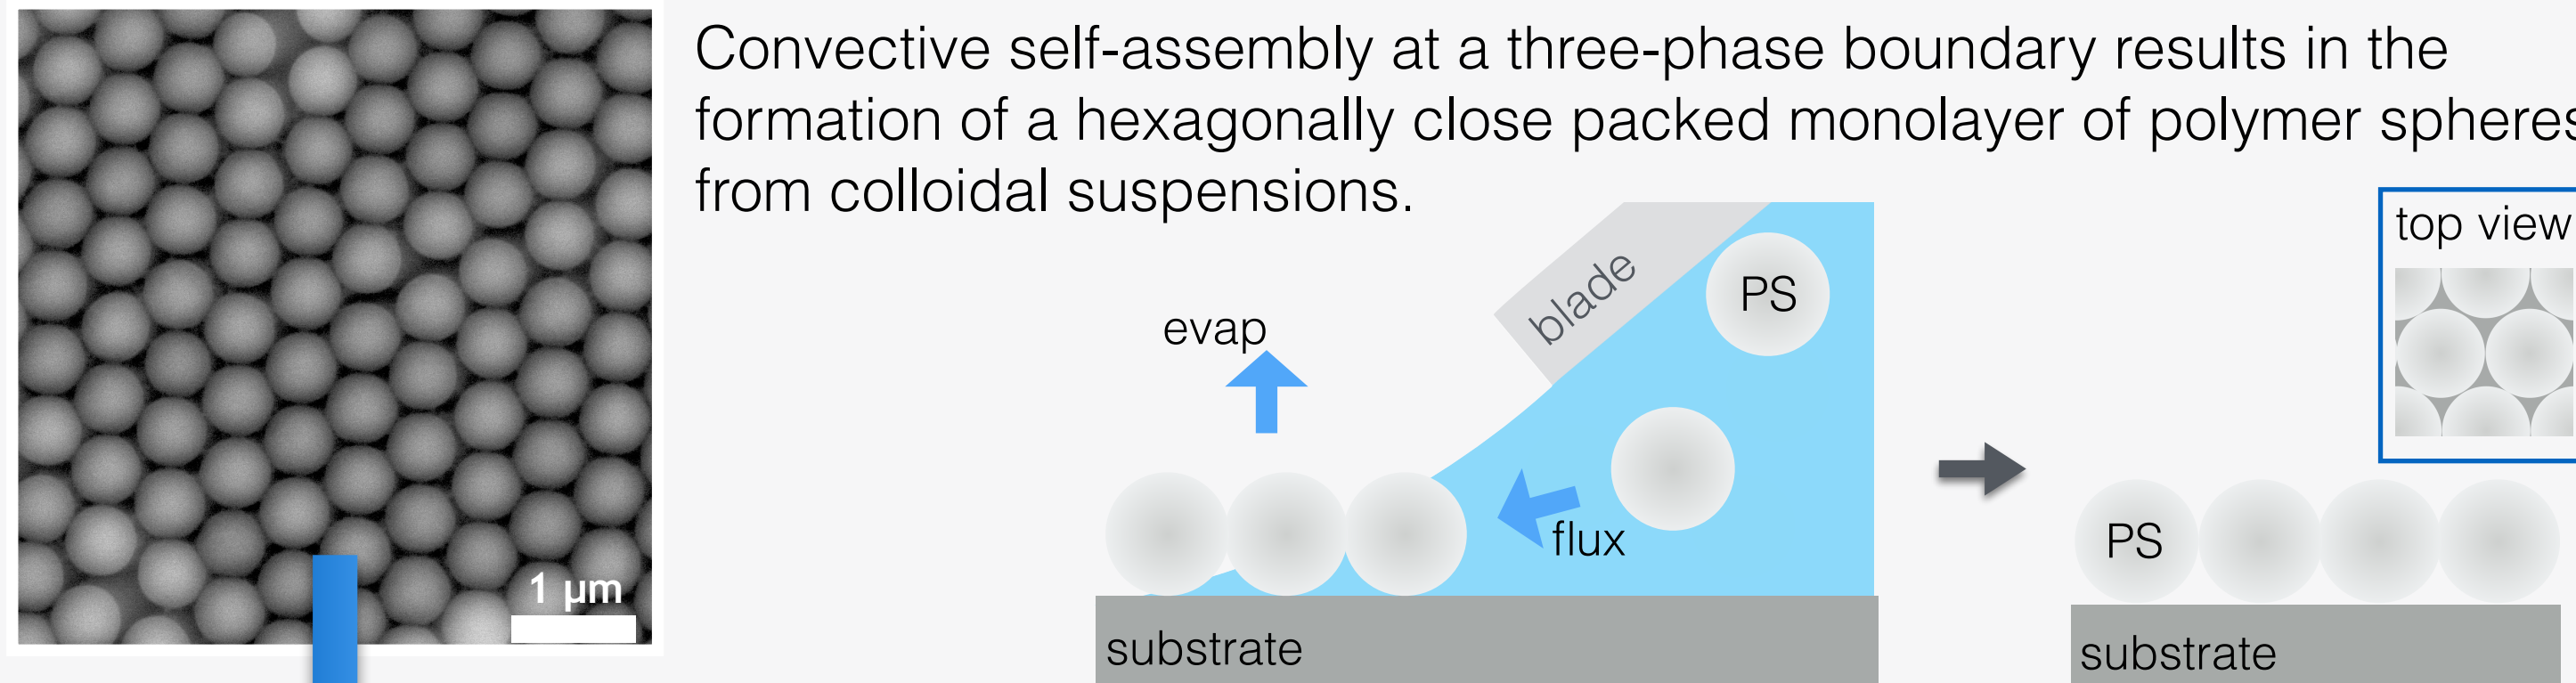 Convective self-assembly at a three-phase boundary results in the
formation of a hexagonally close packed monolayer of polymer spheres
from colloidal suspensions.
top view
blade
PS
evap
flux
PS
1 µm
substrate
substrate